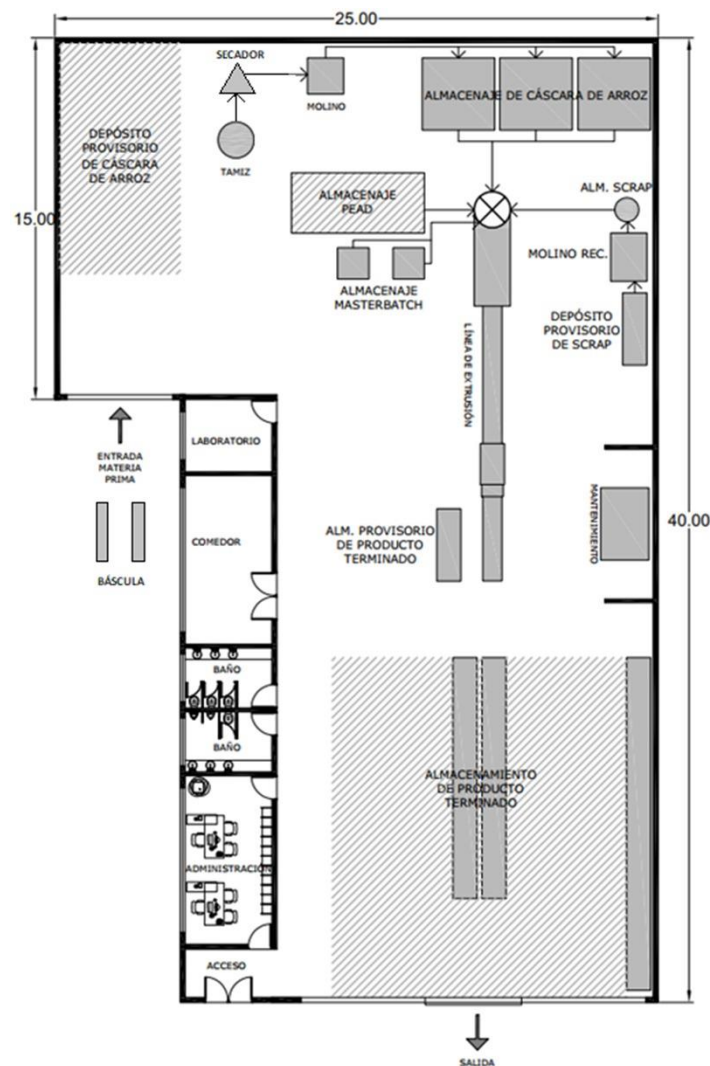 25.00
SECADOR
MOLINO
ALMACENAJE DE CÁSCARA DE ARROZ
DEPÓSITO
PROVISORIO
DE CÁSCARA
DE ARROZ
TAMIZ
ALMACENAJE
PEAD
ALM. SCRAP
15.00
MOLINO REC.
ALMACENAJE
MASTERBATCH
DEPÓSITO
PROVISORIO
DE SCRAP
LÍNEA DE EXTRUSIÓN
LABORATORIO
ENTRADA
MATERIA
PRIMA
MANTENIMIENTO
40.00
ALM. PROVISORIO
DE PRODUCTO
TERMINADO
COMEDOR
BÁSCULA
BAÑO
BAÑO
ALMACENAMIENTO
DE PRODUCTO
TERMINADO
ADMINISTRACIÓN
ACCESO
SALIDA